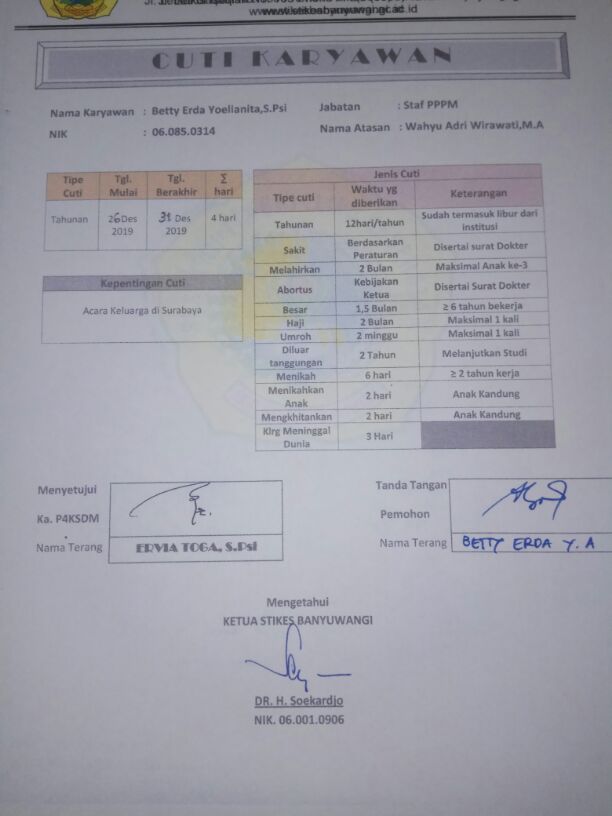 CUTI KARYAWAN
Nama Karyawan : Betty Erda Yoelianita,S.Psi
Jabatan : Staf PPPM
NIK : 06.085.0314
Nama Atasan : Wahyu Adri Wirawati,M.A
Tipe Cuti Tgl. Mulai Tgl. Berakhir ∑ hari
Tahunan 26 Des 2019 31 Des 2019 4 hari
Kepentingan Cuti
Acara Keluarga di Surabaya
Jenis Cuti
Tipe cuti Waktu yg diberikan Keterangan
Tahunan 12hari/tahun Sudah termasuk libur dari institusi
Sakit Berdasarkan Peraturan Disertai surat Dokter
Melahirkan 2 Bulan Maksimal Anak ke-3
Abortus Kebijakan Ketua Disertai Surat Dokter
Besar 1,5 Bulan ≥ 6 tahun bekerja
Haji 2 Bulan Maksimal 1 kali
Umroh 2 minggu Maksimal 1 kali
Diluar tanggungan 2 Tahun Melanjutkan Studi
Menikah 6 hari ≥ 2 tahun kerja
Menikahkan Anak 2 hari Anak Kandung
Mengkhitankan 2 hari Anak Kandung
Klrg Meninggal Dunia 3 Hari
Menyetujui
Ka. P4KSDM
Nama Terang ERVIA TOGA, S.Psi
Tanda Tangan
Pemohon
Nama Terang BETTY ERDA Y. A
Mengetahui
KETUA STIKES BANYUWANGI
DR. H. Soekardjo
NIK. 06.001.0906